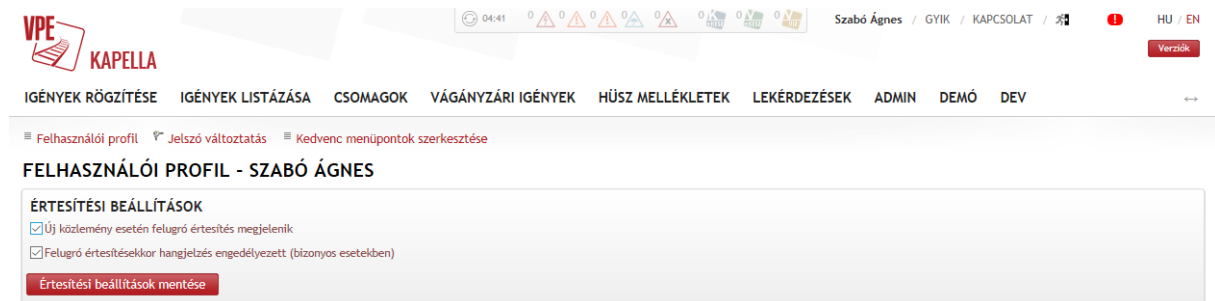 VPE
KAPELLA
04:41 0 0 0 0 0 0 0 0 Szabó Ágnes / GYIK / KAPCSOLAT / HU / EN
Verziók
IGÉNYEK RÖGZÍTÉSE IGÉNYEK LISTÁZÁSA CSOMAGOK VÁGÁNYZÁRI IGÉNYEK HÜSZ MELLÉKLETEK LEKÉRDEZÉSEK ADMIN DEMÓ DEV
Felhasználói profil Jelszó változtatás Kedvenc menüpontok szerkesztése
FELHASZNÁLÓI PROFIL - SZABÓ ÁGNES
ÉRTESÍTÉSI BEÁLLÍTÁSOK
Új közlemény esetén felugró értesítés megjelenik
Felugró értesítésekkor hangjelzés engedélyezett (bizonyos esetekben)
Értesítési beállítások mentése